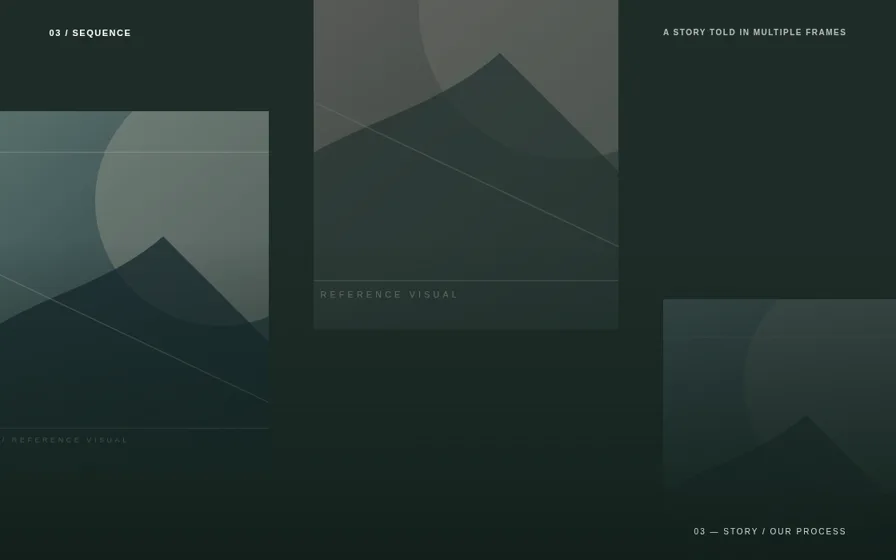 03 / SEQUENCE
A STORY TOLD IN MULTIPLE FRAMES
REFERENCE VISUAL
/ REFERENCE VISUAL
03 — STORY / OUR PROCESS